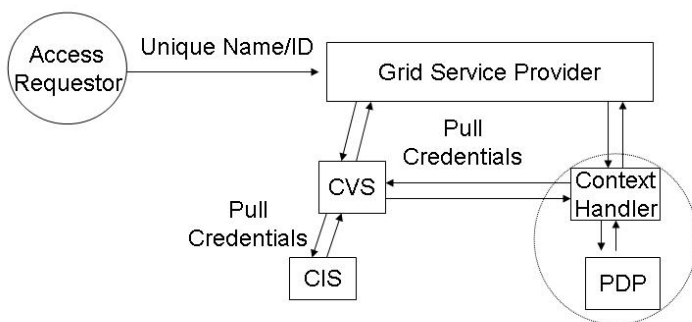 Access
Requestor
Unique Name/ID
Grid Service Provider
Pull
Credentials
CVS
Context
Handler
Pull
Credentials
CIS
PDP